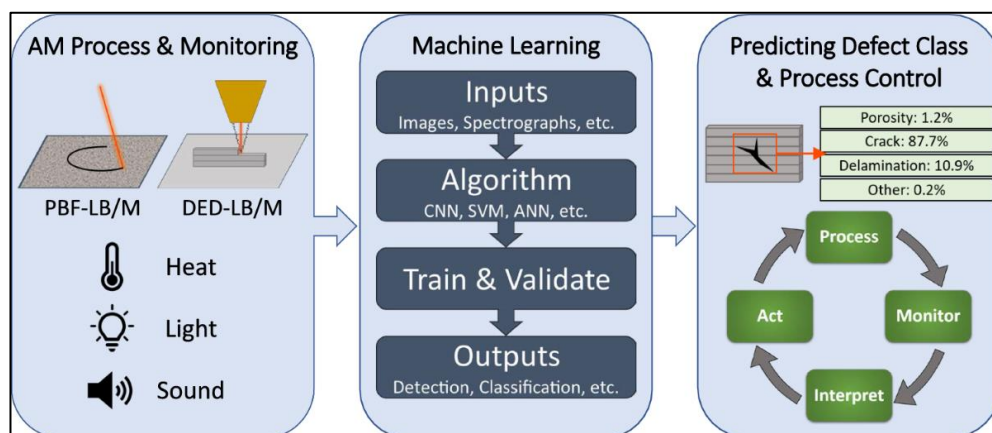 AM Process & Monitoring
PBF-LB/M
DED-LB/M
Heat
Light
Sound
Machine Learning
Inputs
Images, Spectrographs, etc.
Algorithm
CNN, SVM, ANN, etc.
Train & Validate
Outputs
Detection, Classification, etc.
Predicting Defect Class
& Process Control
Porosity: 1.2%
Crack: 87.7%
Delamination: 10.9%
Other: 0.2%
Process
Monitor
Interpret
Act